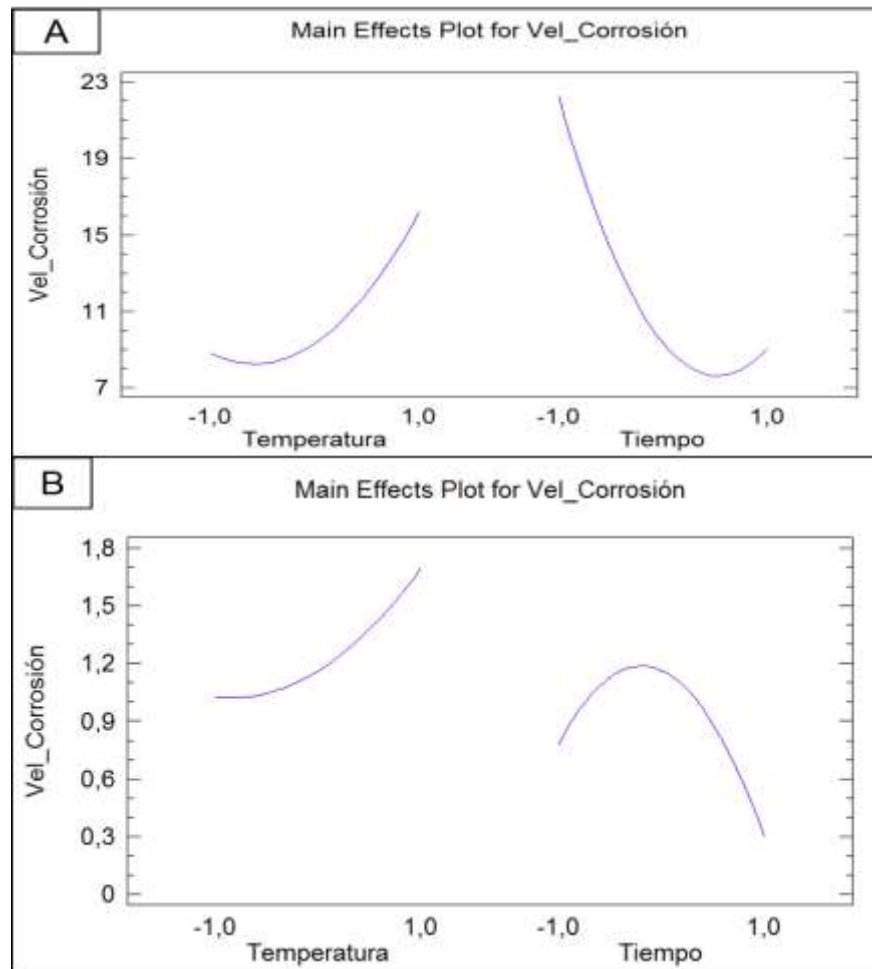 A
Main Effects Plot for Vel_Corrosión
Vel_Corrosión
23
19
15
11
7
-1,0 1,0 -1,0 1,0
Temperatura Tiempo
B
Main Effects Plot for Vel_Corrosión
Vel_Corrosión
1,8
1,5
1,2
0,9
0,6
0,3
0
-1,0 1,0 -1,0 1,0
Temperatura Tiempo